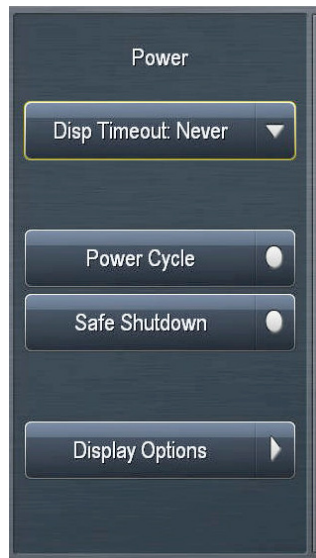 Power
Disp Timeout: Never
Power Cycle
Safe Shutdown
Display Options